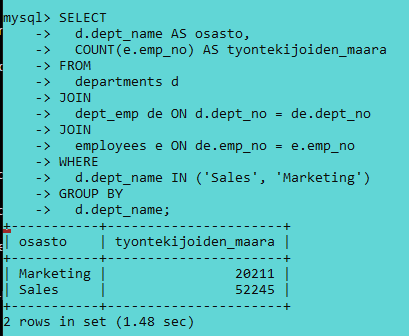 mysql> SELECT
    ->     d.dept_name AS osasto,
    ->     COUNT(e.emp_no) AS tyontekijoiden_maara
    -> FROM
    ->     departments d
    -> JOIN
    ->     dept_emp de ON d.dept_no = de.dept_no
    -> JOIN
    ->     employees e ON de.emp_no = e.emp_no
    -> WHERE
    ->     d.dept_name IN ('Sales', 'Marketing')
    -> GROUP BY
    ->     d.dept_name;
+-----------+----------------------+
| osasto    | tyontekijoiden_maara |
+-----------+----------------------+
| Marketing |                20211 |
| Sales     |                52245 |
+-----------+----------------------+
2 rows in set (1.48 sec)